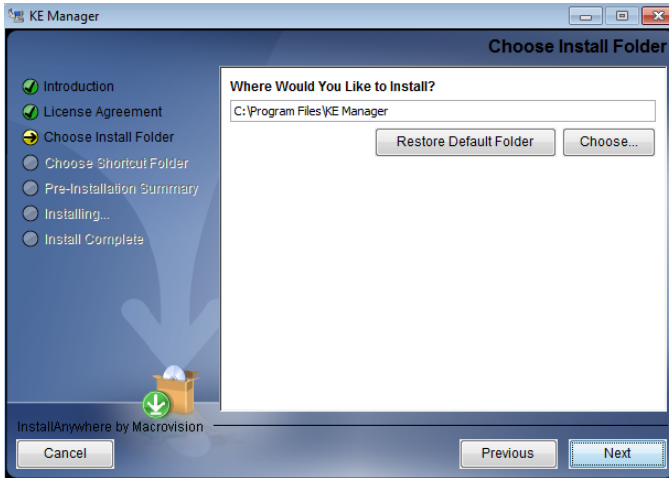 KE Manager
Choose Install Folder
Introduction
License Agreement
Choose Install Folder
Choose Shortcut Folder
Pre-Installation Summary
Installing...
Install Complete
Where Would You Like to Install?
C:\Program Files\KE Manager
Restore Default Folder
Choose...
InstallAnywhere by Macrovision
Cancel
Previous
Next